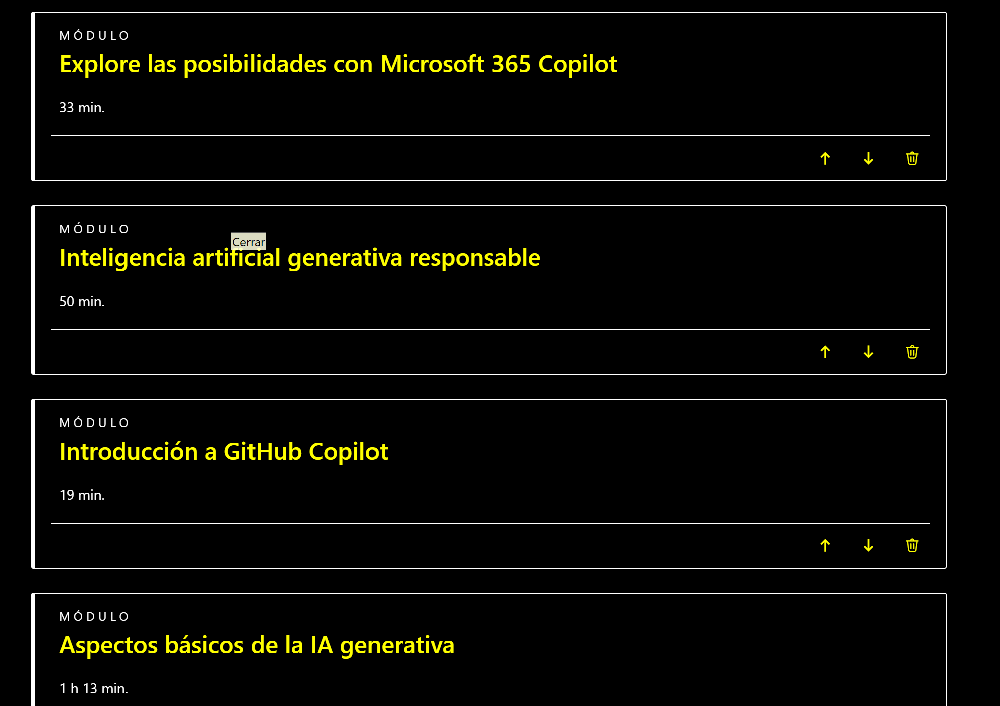 MÓDULO
Explore las posibilidades con Microsoft 365 Copilot
33 min.
MÓDULO
Cerrar
Inteligencia artificial generativa responsable
50 min.
MÓDULO
Introducción a GitHub Copilot
19 min.
MÓDULO
Aspectos básicos de la IA generativa
1 h 13 min.